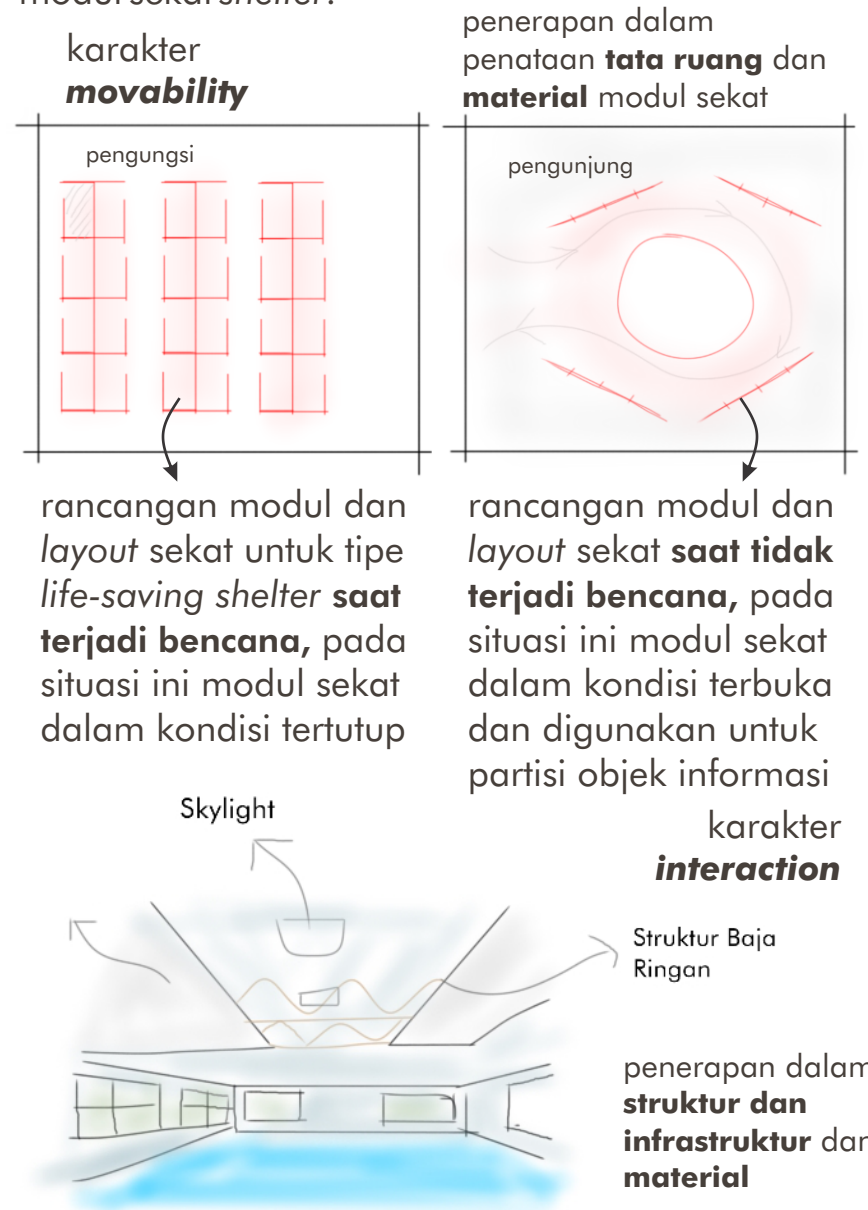 modul sekat shelter.
karakter
movability
penerapan dalam
penataan tata ruang dan
material modul sekat
pengungsi
pengunjung
rancangan modul dan
layout sekat untuk tipe
life-saving shelter saat
terjadi bencana, pada
situasi ini modul sekat
dalam kondisi tertutup
rancangan modul dan
layout sekat saat tidak
terjadi bencana, pada
situasi ini modul sekat
dalam kondisi terbuka
dan digunakan untuk
partisi objek informasi
Skylight
karakter
interaction
Struktur Baja
Ringan
penerapan dalam
struktur dan
infrastruktur dan
material